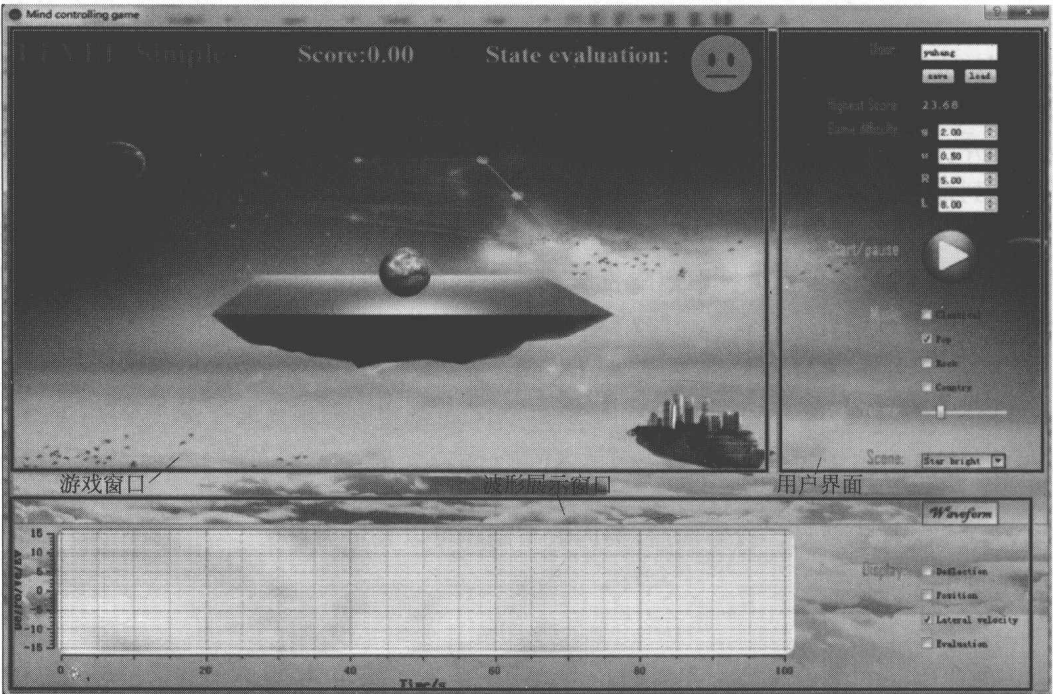 Mind controlling game
Score:0.00
State evaluation:
User
yuhang
save
load
Highest Score
23.68
Game difficulty
2.00
0.50
R
5.00
L
8.00
Start/pause
Classical
Pop
Rock
Country
Scene:
Star bright
游戏窗口
波形展示窗口
用户界面
Waveform
15
10
5
0
-5
-10
-15
0
20
40
60
80
100
Time/s
Display
Deflection
Position
Lateral velocity
Evaluation